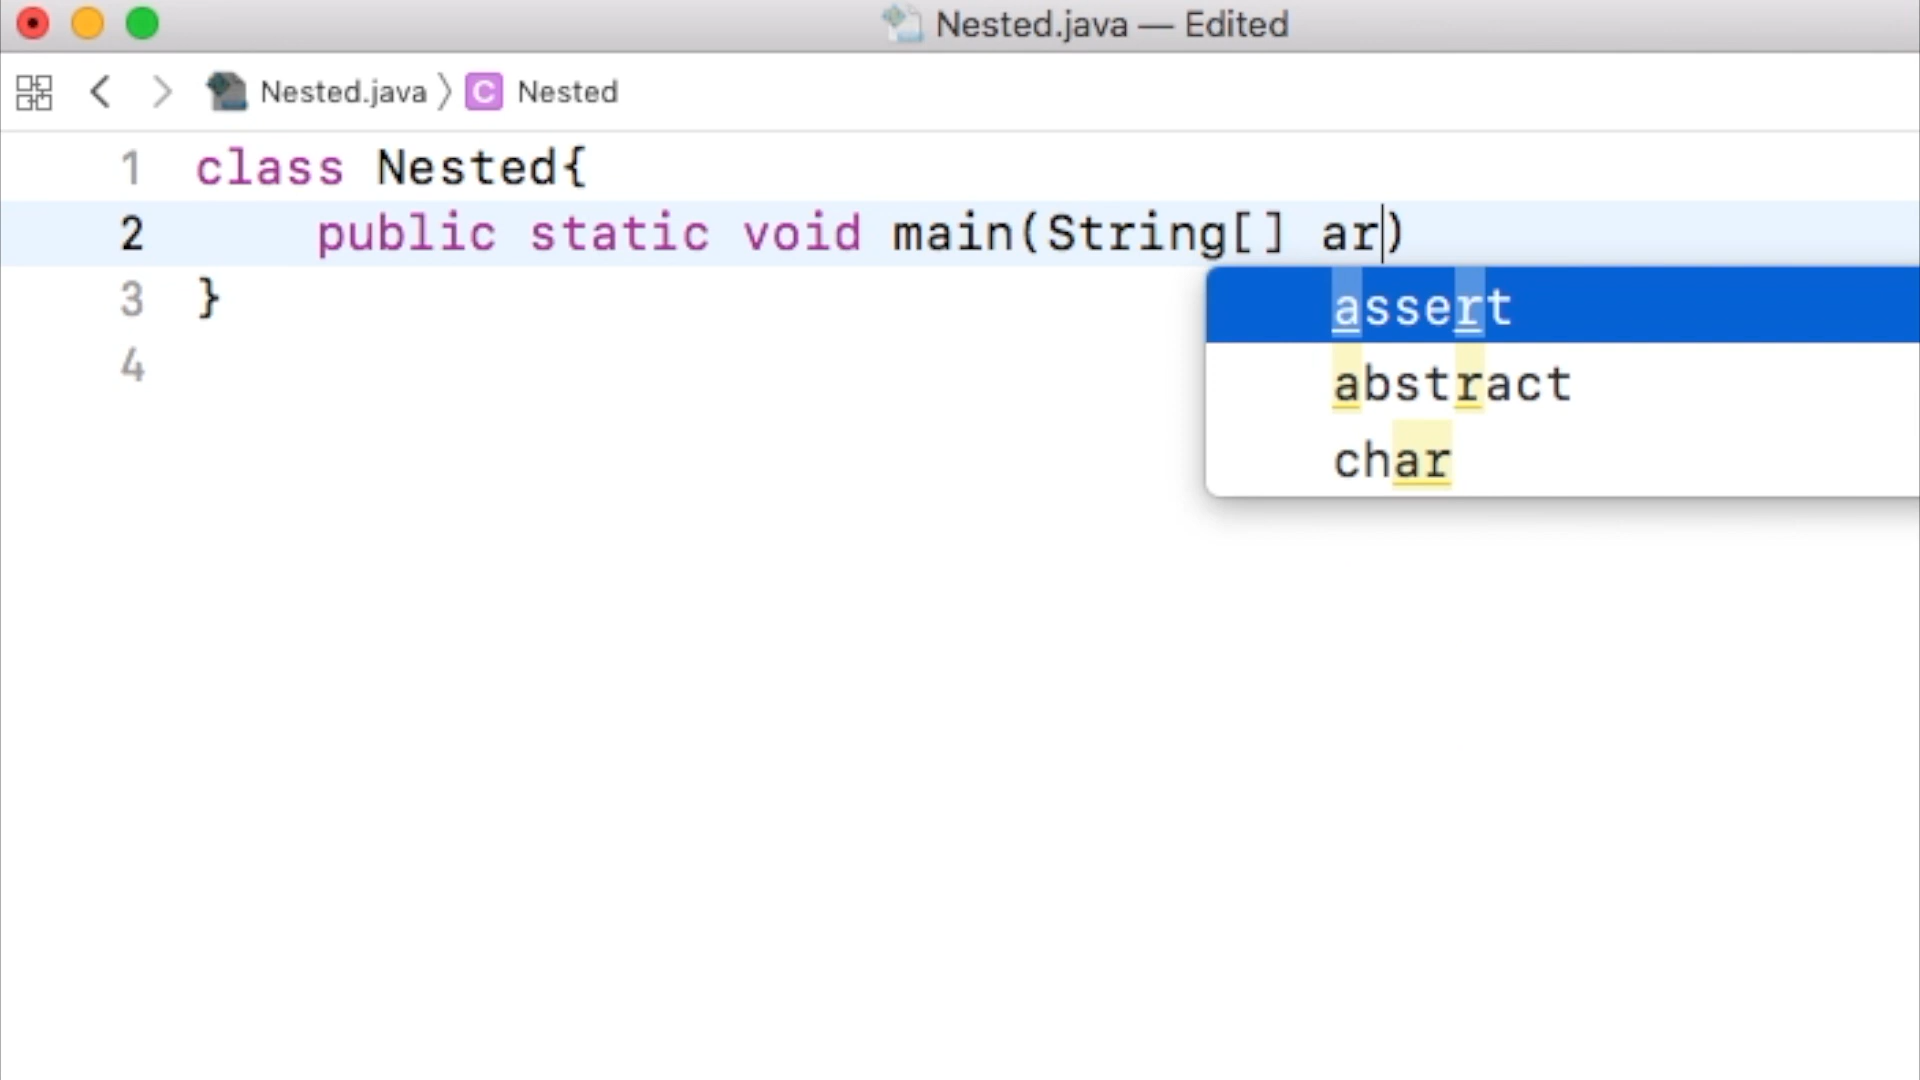 Nested.java — Edited
Nested.java 〉 C Nested
1 class Nested{
2 public static void main(String[] ar)
assert
abstract
char
3 }
4